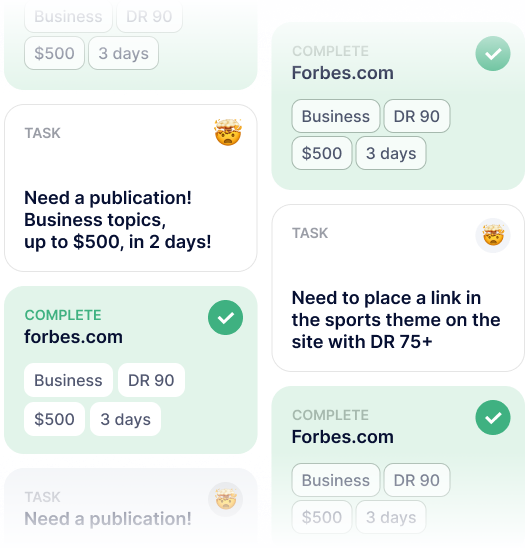 Business DR 90
$500 3 days
TASK
Need a publication!
Business topics,
up to $500, in 2 days!
COMPLETE
forbes.com
Business DR 90
$500 3 days
TASK
Need a publication!
COMPLETE
Forbes.com
Business DR 90
$500 3 days
TASK
Need to place a link in
the sports theme on the
site with DR 75+
COMPLETE
Forbes.com
Business DR 90
$500 3 days